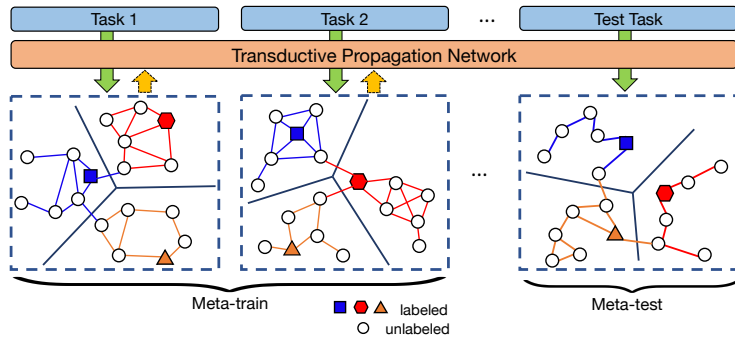 Task 1
Task 2
...
Test Task
Transductive Propagation Network
...
Meta-train
labeled
unlabeled
Meta-test